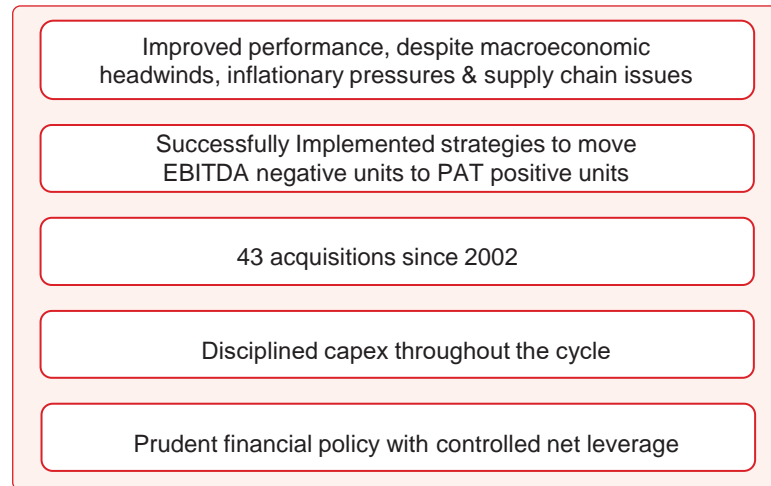 Improved performance, despite macroeconomic
headwinds, inflationary pressures & supply chain issues
Successfully Implemented strategies to move
EBITDA negative units to PAT positive units
43 acquisitions since 2002
Disciplined capex throughout the cycle
Prudent financial policy with controlled net leverage